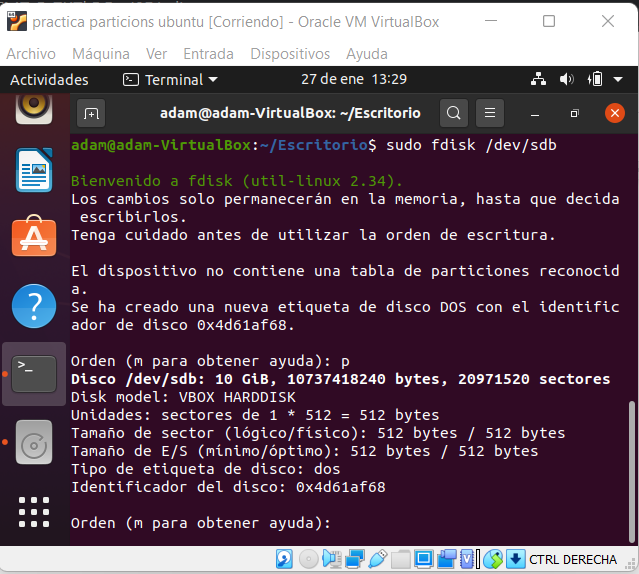 practica particions ubuntu [Corriendo] - Oracle VM VirtualBox
Archivo Máquina Ver Entrada Dispositivos Ayuda
Actividades Terminal 27 de ene 13:29
adam@adam-VirtualBox: ~/Escritorio
adam@adam-VirtualBox:~/Escritorio$ sudo fdisk /dev/sdb
Bienvenido a fdisk (util-linux 2.34).
Los cambios solo permanecerán en la memoria, hasta que decida
 escribirlos.
Tenga cuidado antes de utilizar la orden de escritura.
El dispositivo no contiene una tabla de particiones reconocid
a.
Se ha creado una nueva etiqueta de disco DOS con el identific
ador de disco 0x4d61af68.
Orden (m para obtener ayuda): p
Disco /dev/sdb: 10 GiB, 10737418240 bytes, 20971520 sectores
Disk model: VBOX HARDDISK
Unidades: sectores de 1 * 512 = 512 bytes
Tamaño de sector (lógico/físico): 512 bytes / 512 bytes
Tamaño de E/S (mínimo/óptimo): 512 bytes / 512 bytes
Tipo de etiqueta de disco: dos
Identificador del disco: 0x4d61af68
Orden (m para obtener ayuda):
CTRL DERECHA